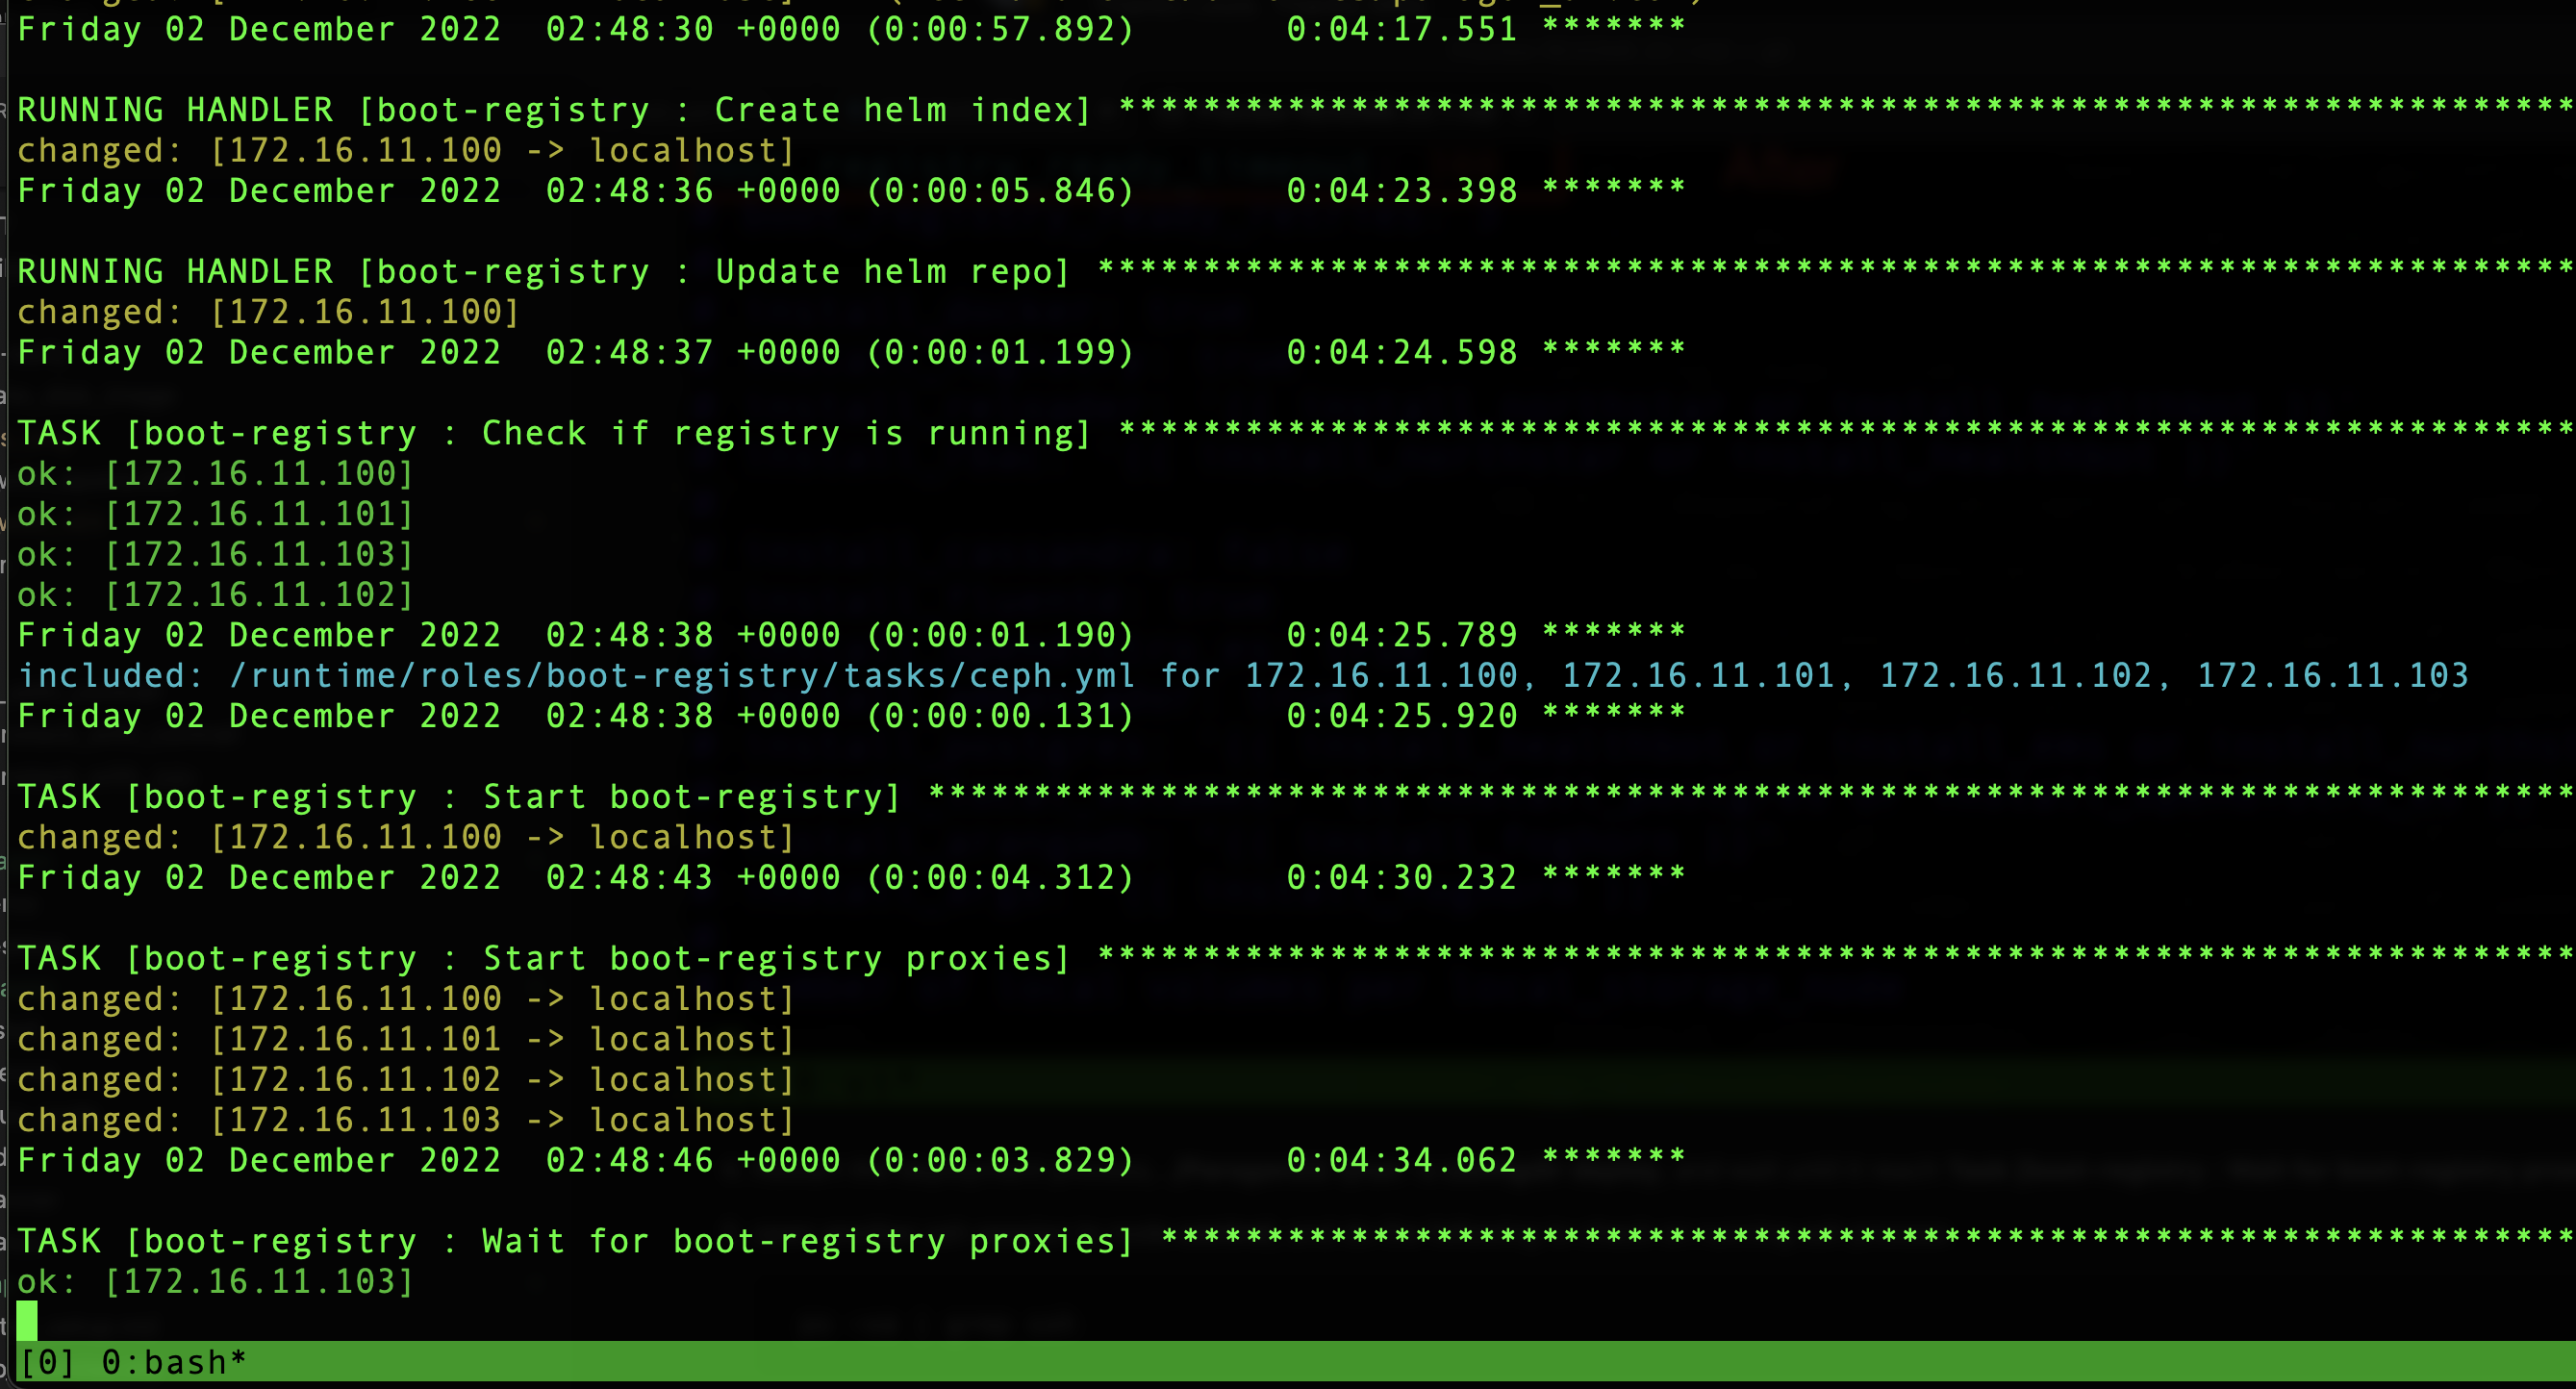 Friday 02 December 2022  02:48:30 +0000 (0:00:57.892)       0:04:17.551 *******
RUNNING HANDLER [boot-registry : Create helm index] *********************************************************************
changed: [172.16.11.100 -> localhost]
Friday 02 December 2022  02:48:36 +0000 (0:00:05.846)       0:04:23.398 *******
RUNNING HANDLER [boot-registry : Update helm repo] **********************************************************************
changed: [172.16.11.100]
Friday 02 December 2022  02:48:37 +0000 (0:00:01.199)       0:04:24.598 *******
TASK [boot-registry : Check if registry is running] *********************************************************************
ok: [172.16.11.100]
ok: [172.16.11.101]
ok: [172.16.11.103]
ok: [172.16.11.102]
Friday 02 December 2022  02:48:38 +0000 (0:00:01.190)       0:04:25.789 *******
included: /runtime/roles/boot-registry/tasks/ceph.yml for 172.16.11.100, 172.16.11.101, 172.16.11.102, 172.16.11.103
Friday 02 December 2022  02:48:38 +0000 (0:00:00.131)       0:04:25.920 *******
TASK [boot-registry : Start boot-registry] ******************************************************************************
changed: [172.16.11.100 -> localhost]
Friday 02 December 2022  02:48:43 +0000 (0:00:04.312)       0:04:30.232 *******
TASK [boot-registry : Start boot-registry proxies] **********************************************************************
changed: [172.16.11.100 -> localhost]
changed: [172.16.11.101 -> localhost]
changed: [172.16.11.102 -> localhost]
changed: [172.16.11.103 -> localhost]
Friday 02 December 2022  02:48:46 +0000 (0:00:03.829)       0:04:34.062 *******
TASK [boot-registry : Wait for boot-registry proxies] *******************************************************************
ok: [172.16.11.103]
[0] 0:bash*